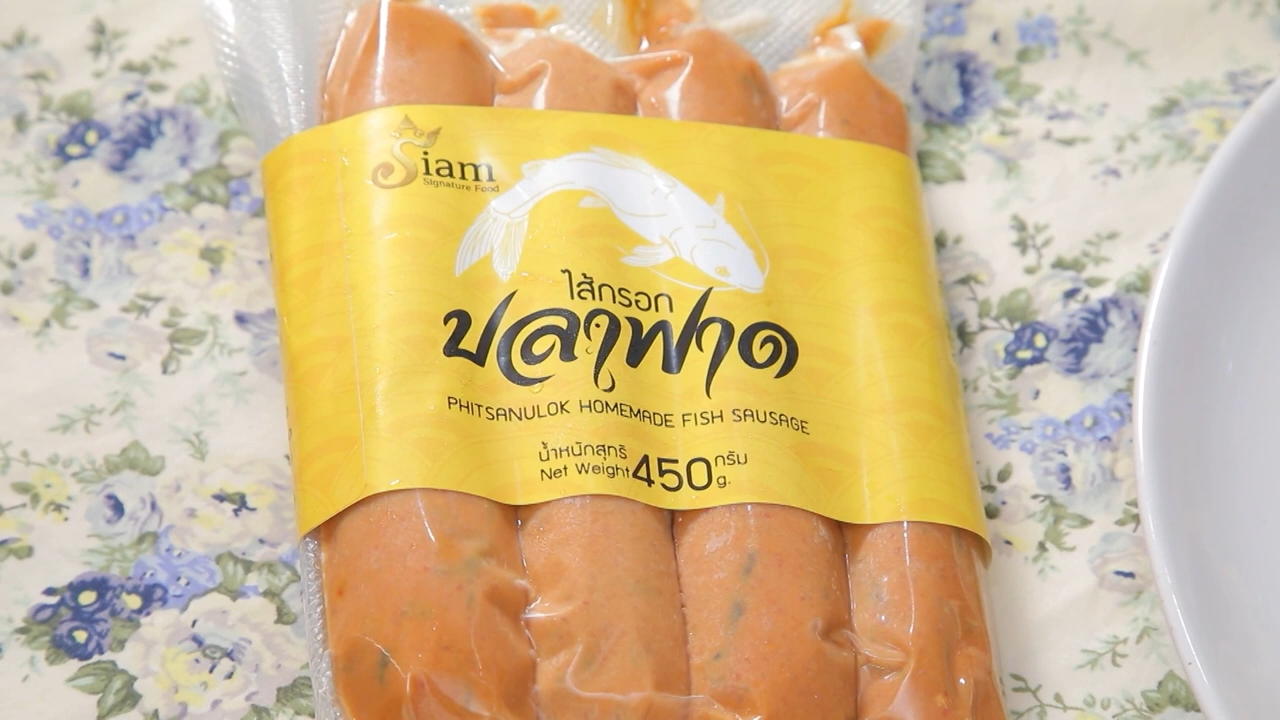 Siam
Signature Food
ไส้กรอก
ปลาฟาด
PHITSANULOK HOMEMADE FISH SAUSAGE
น้ำหนักสุทธิ
Net Weight 450 กรัม
g.